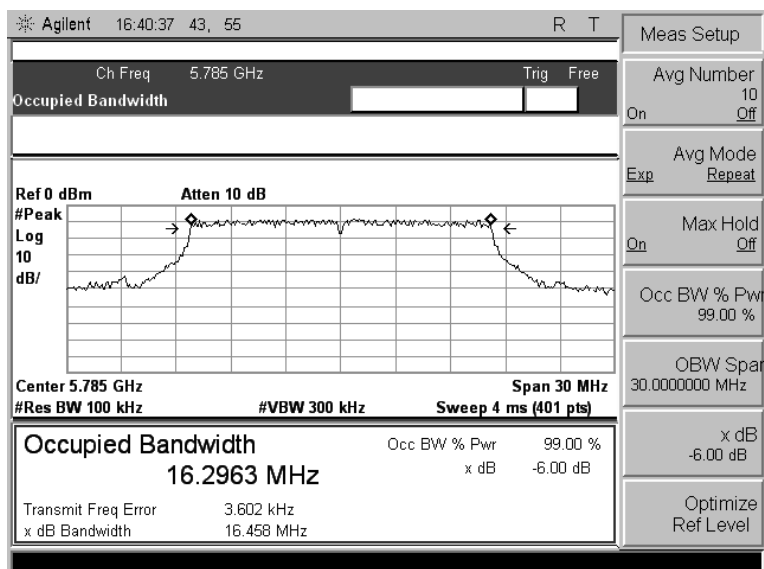 Agilent 16:40:37 43, 55 R T
Ch Freq 5.785 GHz Trig Free
Occupied Bandwidth
Ref 0 dBm Atten 10 dB
#Peak
Log
10
dB/
Center 5.785 GHz Span 30 MHz
#Res BW 100 kHz #VBW 300 kHz Sweep 4 ms (401 pts)
Occupied Bandwidth Occ BW % Pwr 99.00 %
16.2963 MHz x dB -6.00 dB
Transmit Freq Error 3.602 kHz
x dB Bandwidth 16.458 MHz
Meas Setup
Avg Number
10
On Off
Avg Mode
Exp Repeat
Max Hold
On Off
Occ BW % Pwr
99.00 %
OBW Span
30.0000000 MHz
x dB
-6.00 dB
Optimize
Ref Level